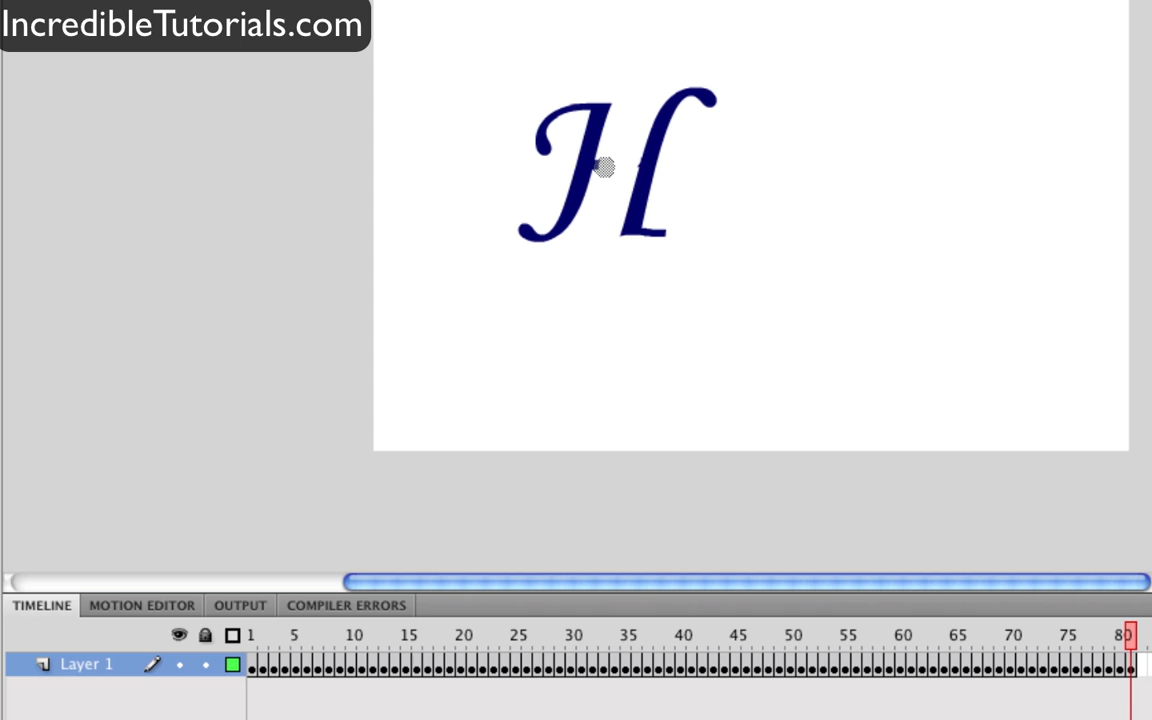 IncredibleTutorials.com
H
TIMELINE MOTION EDITOR OUTPUT COMPILER ERRORS
1 5 10 15 20 25 30 35 40 45 50 55 60 65 70 75 80
Layer 1